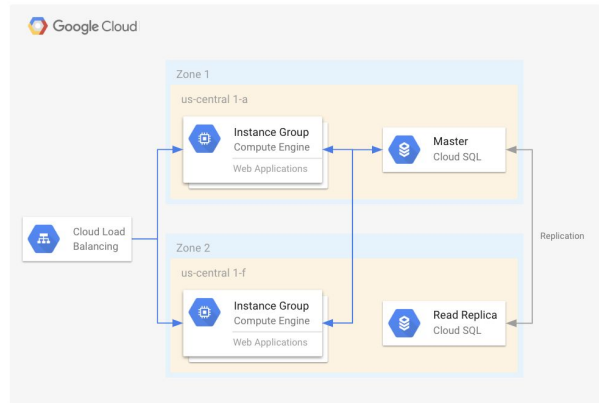 Google Cloud
Zone 1
us-central 1-a
Instance Group
Compute Engine
Web Applications
Master
Cloud SQL
Cloud Load
Balancing
Replication
Zone 2
us-central 1-f
Instance Group
Compute Engine
Web Applications
Read Replica
Cloud SQL